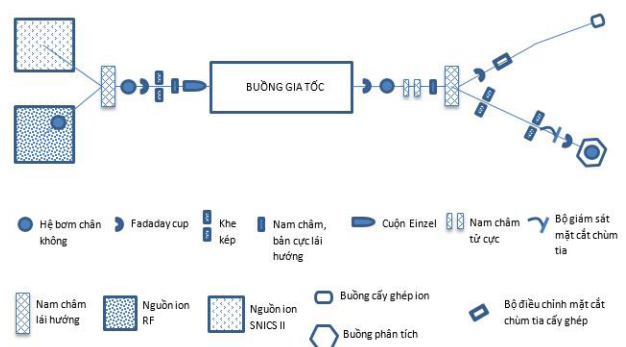 BUỒNG GIA TỐC
Hệ bơm chân
không
Fadaday cup
Khe
kép
Nam châm,
bản cực lái
hướng
Cuộn Einzel
Nam châm
tứ cực
Bộ giám sát
mặt cắt chùm
tia
Nam châm
lái hướng
Nguồn ion
RF
Nguồn ion
SNICS II
Buồng cấy ghép ion
Buồng phân tích
Bộ điều chỉnh mặt cắt
chùm tia cấy ghép